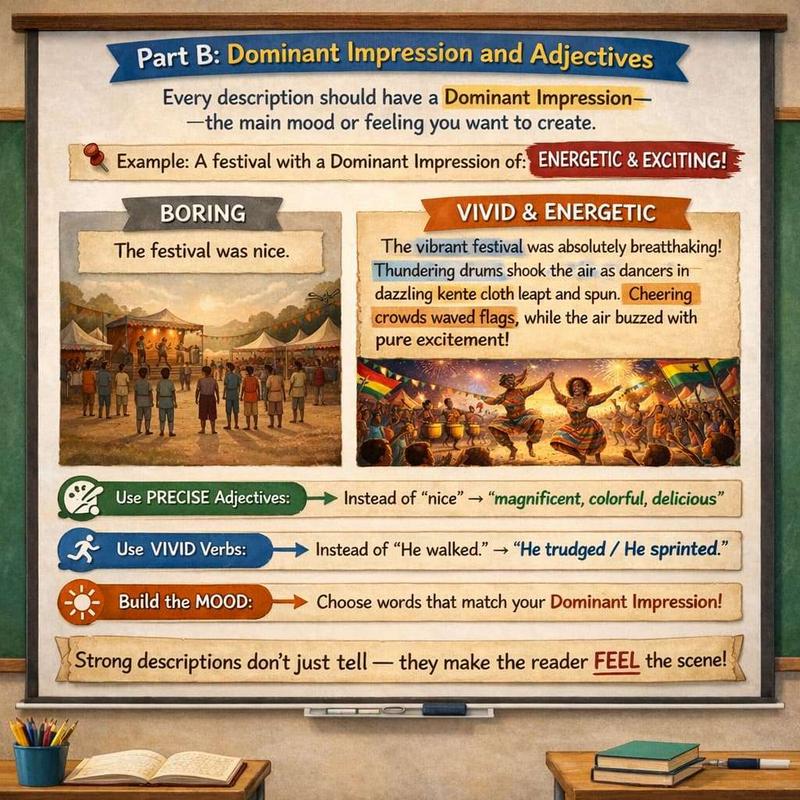 Part B: Dominant Impression and Adjectives
Every description should have a Dominant Impression—
—the main mood or feeling you want to create.
Example: A festival with a Dominant Impression of: ENERGETIC & EXCITING!
BORING
The festival was nice.
VIVID & ENERGETIC
The vibrant festival was absolutely breatthaking!
Thundering drums shook the air as dancers in
dazzling kente cloth leapt and spun. Cheering
crowds waved flags, while the air buzzed with
pure excitement!
Use PRECISE Adjectives: → Instead of “nice” → “magnificent, colorful, delicious”
Use VIVID Verbs: → Instead of “He walked.” → “He trudged / He sprinted.”
Build the MOOD: → Choose words that match your Dominant Impression!
Strong descriptions don’t just tell — they make the reader FEEL the scene!